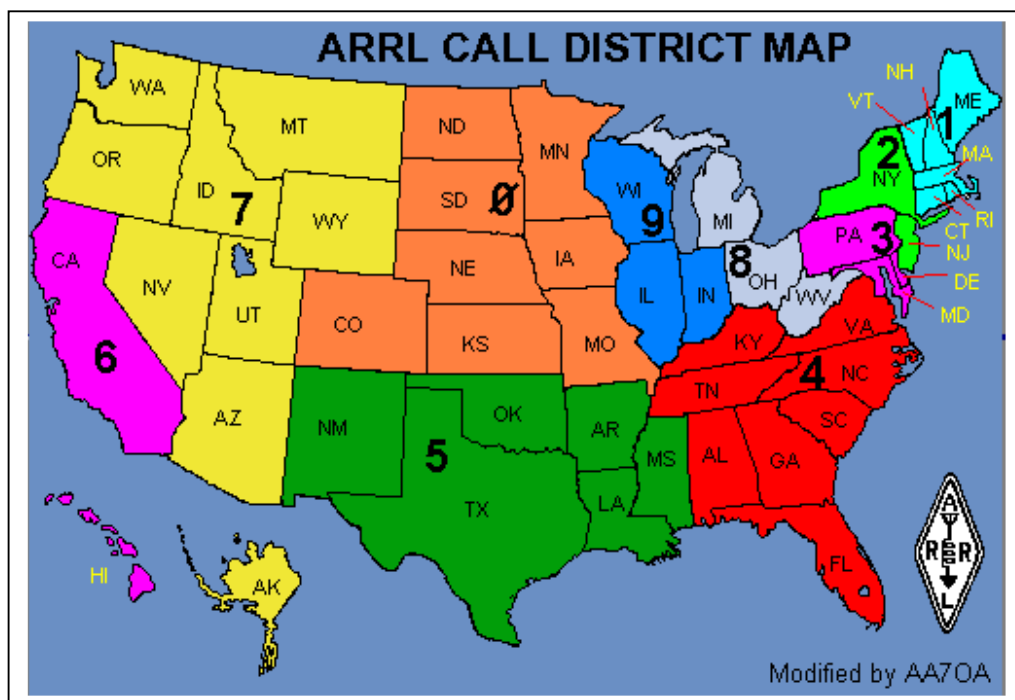 ARRL CALL DISTRICT MAP
WA
OR
ID
MT
WY
NV
UT
AZ
7
CA
6
HI
AK
ND
SD
NE
CO
KS
MN
IA
MO
Ø
NM
OK
TX
AR
LA
MS
5
WI
IL
IN
9
MI
OH
WV
8
KY
TN
VA
NC
SC
AL
GA
FL
4
PA
DE
MD
3
NY
NJ
2
NH
VT
ME
MA
RI
CT
1
A
R R
L
Modified by AA7OA